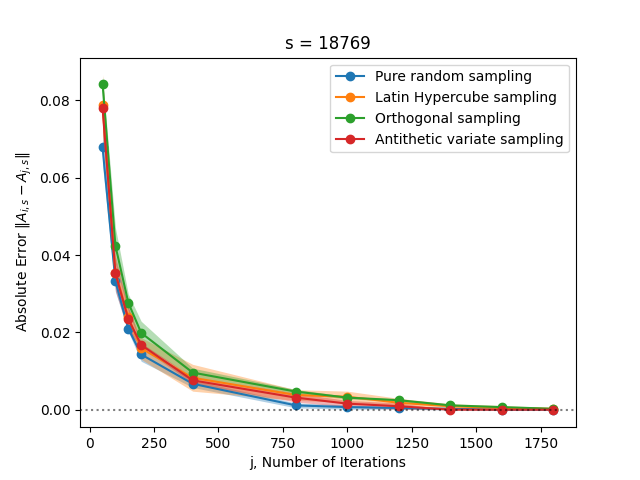 s = 18769
Pure random sampling
Latin Hypercube sampling
Orthogonal sampling
Antithetic variate sampling
Absolute Error ‖A_{i,s} − A_{j,s}‖
0.08
0.06
0.04
0.02
0.00
0 250 500 750 1000 1250 1500 1750
j, Number of Iterations